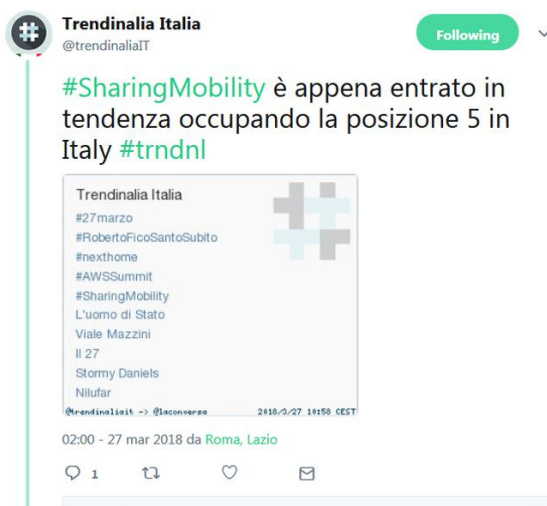 Trendinalia Italia
@trendinaliaIT
Following
#SharingMobility è appena entrato in
tendenza occupando la posizione 5 in
Italy #trndnl
Trendinalia Italia
#27marzo
#RobertoFicoSantoSubito
#nexthome
#AWSSummit
#SharingMobility
L'uomo di Stato
Viale Mazzini
Il 27
Stormy Daniels
Nilufar
@trendinaliait -> @laconversa 2018/3/27 10:58 CEST
02:00 - 27 mar 2018 da Roma, Lazio
1